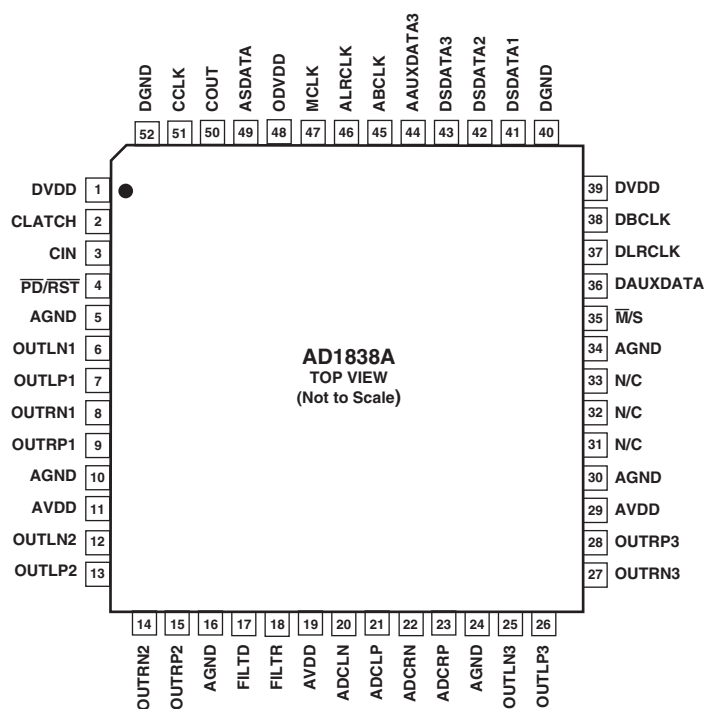 DGND
CCLK
COUT
ASDATA
ODVDD
MCLK
ALRCLK
ABCLK
AAUXDATA3
DSDATA3
DSDATA2
DSDATA1
DGND
52 51 50 49 48 47 46 45 44 43 42 41 40
DVDD 1
CLATCH 2
CIN 3
PD/RST 4
AGND 5
OUTLN1 6
OUTLP1 7
OUTRN1 8
OUTRP1 9
AGND 10
AVDD 11
OUTLN2 12
OUTLP2 13
AD1838A
TOP VIEW
(Not to Scale)
39 DVDD
38 DBCLK
37 DLRCLK
36 DAUXDATA
35 M/S
34 AGND
33 N/C
32 N/C
31 N/C
30 AGND
29 AVDD
28 OUTRP3
27 OUTRN3
14 15 16 17 18 19 20 21 22 23 24 25 26
OUTRN2
OUTRP2
AGND
FILTD
FILTR
AVDD
ADCLN
ADCLP
ADCRN
ADCRP
AGND
OUTLN3
OUTLP3